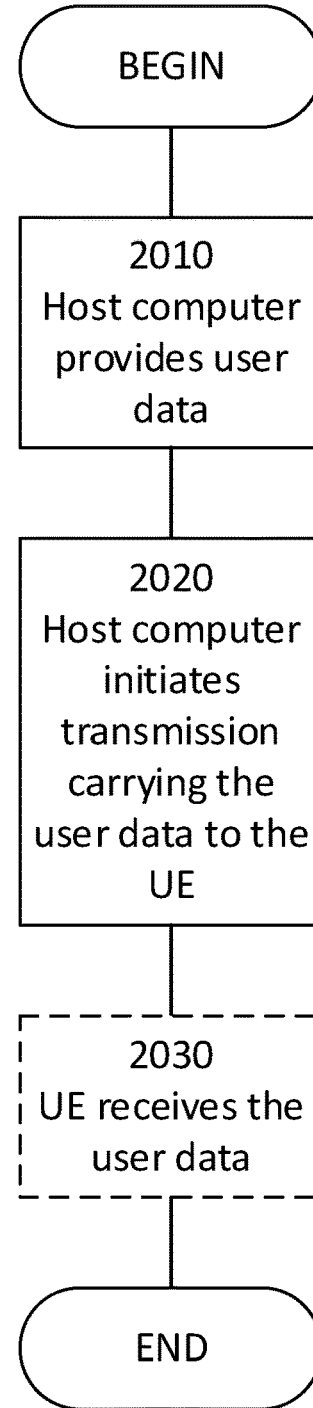 BEGIN
2010
Host computer
provides user
data
2020
Host computer
initiates
transmission
carrying the
user data to the
UE
2030
UE receives the
user data
END